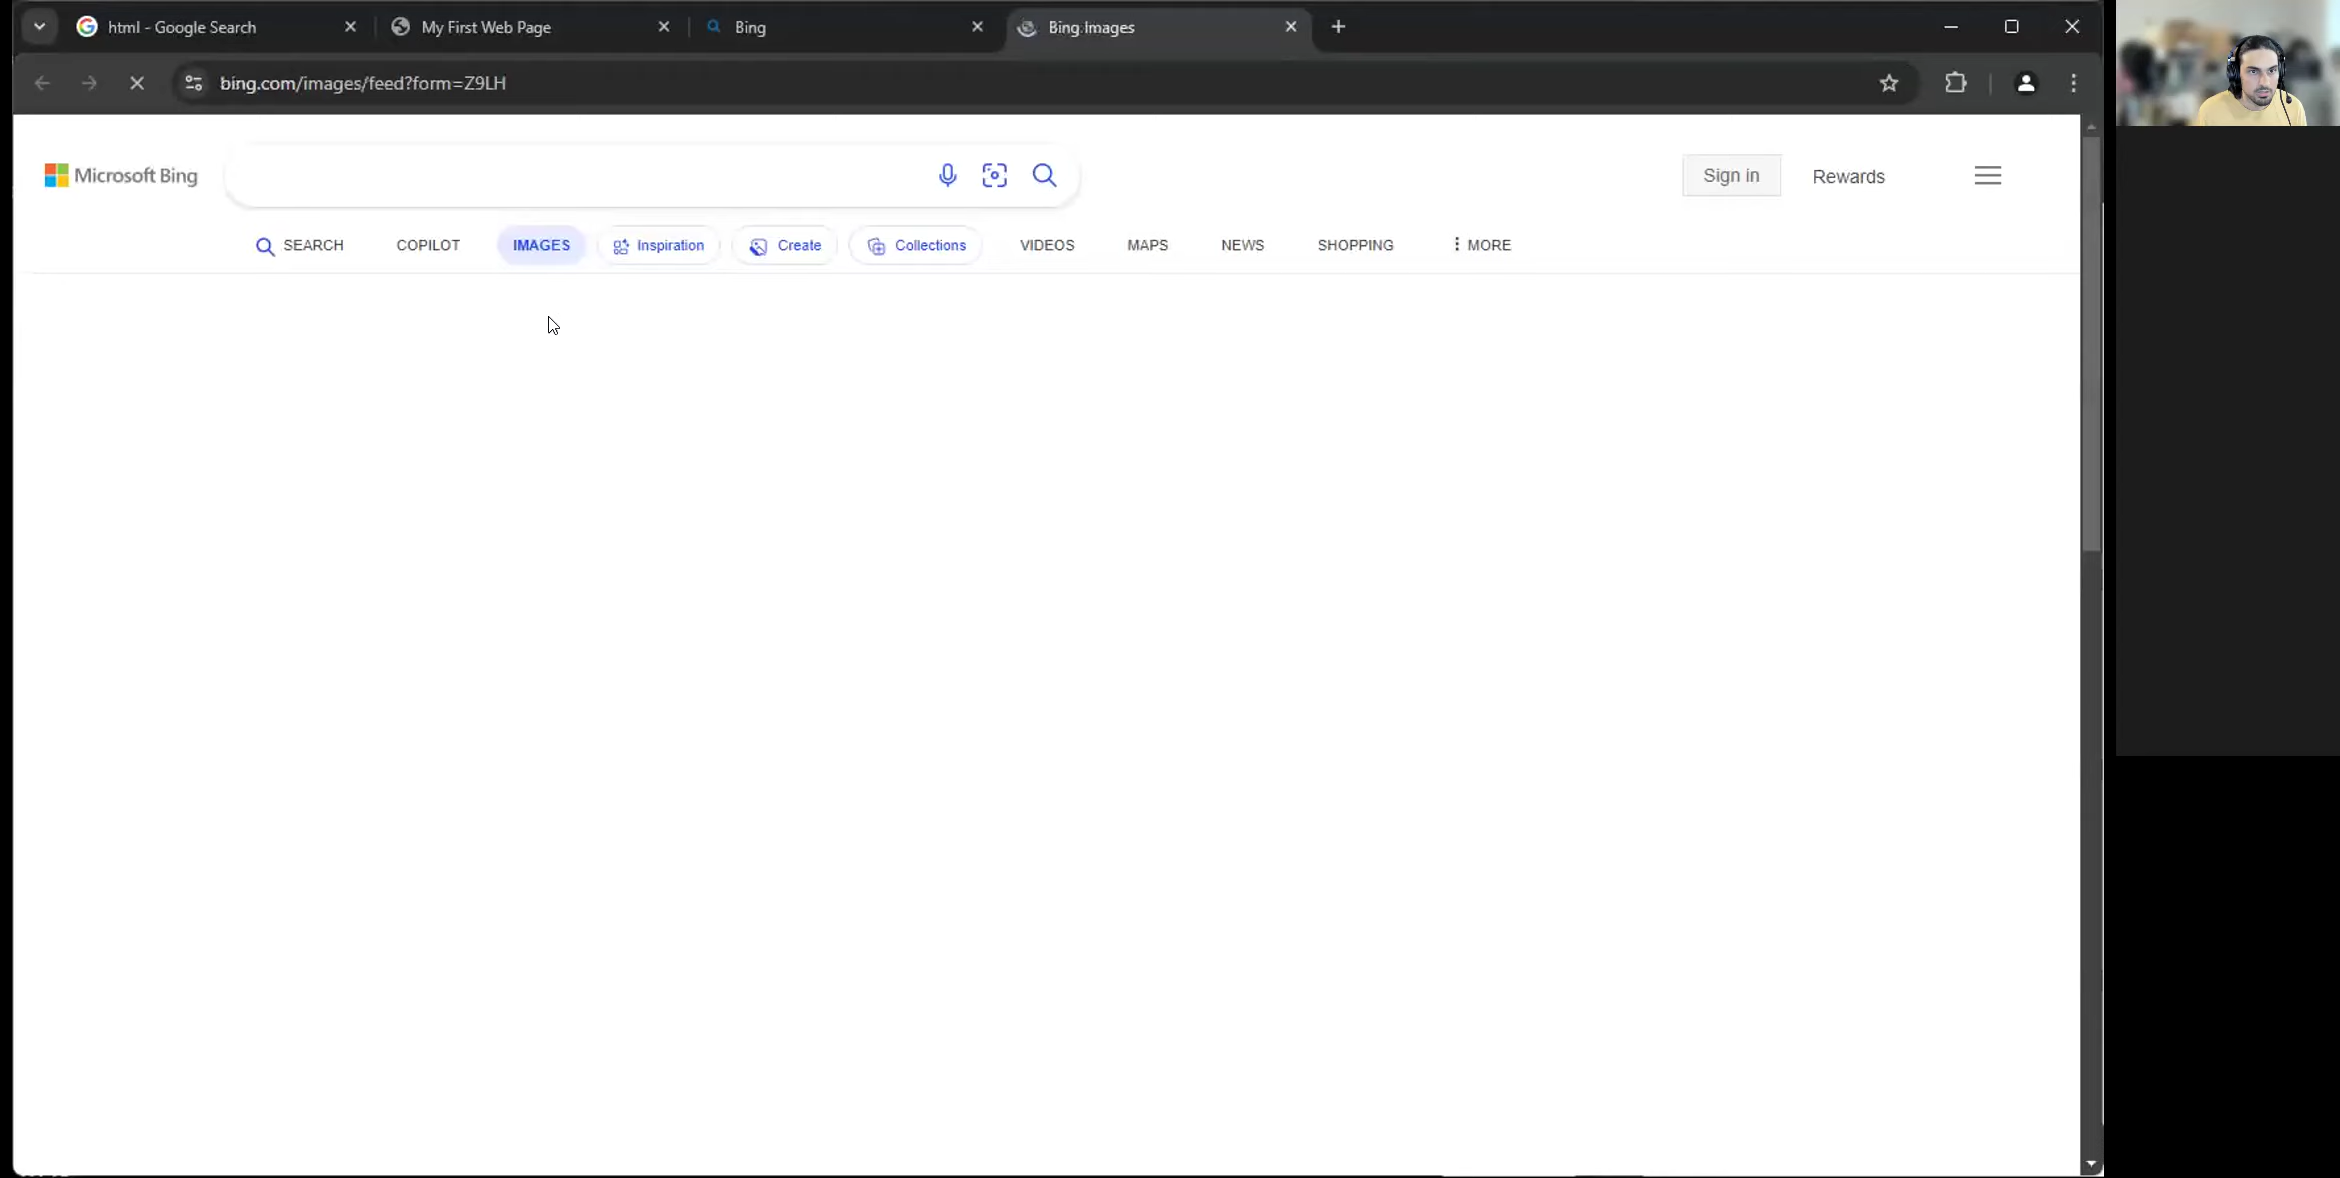 html - Google Search
My First Web Page
Bing
Bing Images
bing.com/images/feed?form=Z9LH
Microsoft Bing
Sign in
Rewards
SEARCH
COPILOT
IMAGES
Inspiration
Create
Collections
VIDEOS
MAPS
NEWS
SHOPPING
MORE